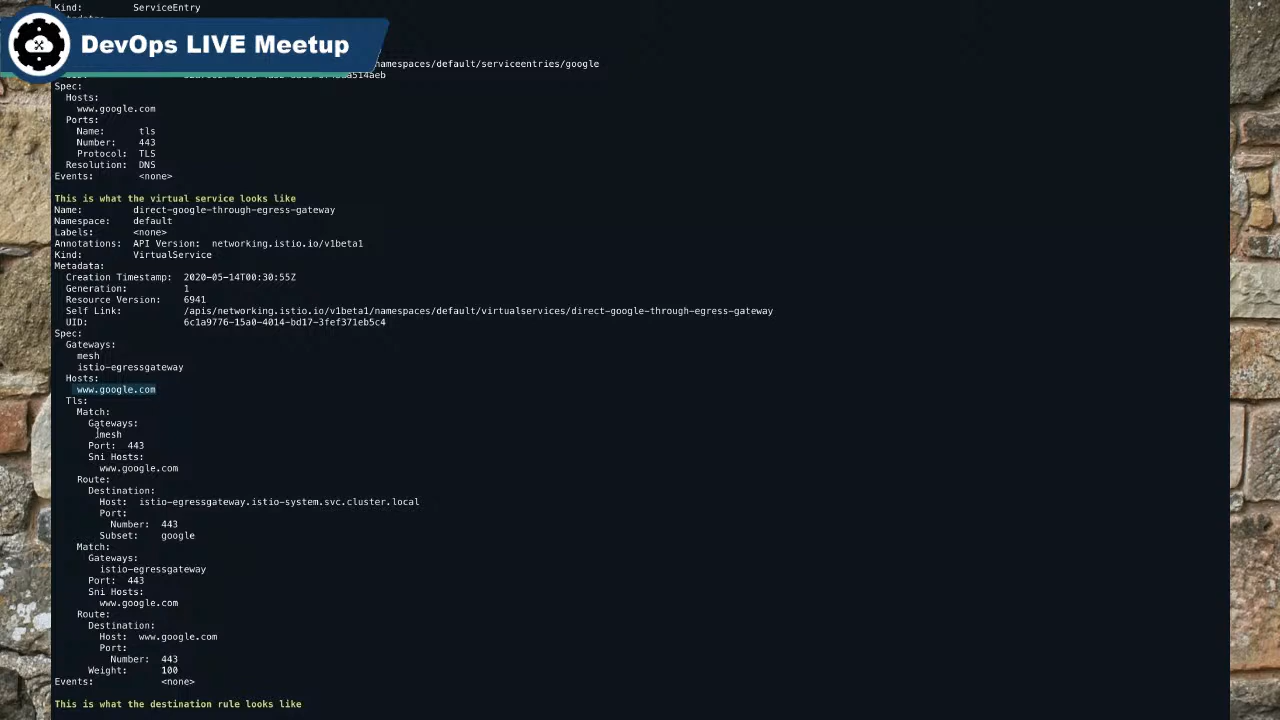 Kind:        ServiceEntry
DevOps LIVE Meetup
namespaces/default/serviceentries/google
Spec:
  Hosts:
    www.google.com
  Ports:
    Name:      tls
    Number:    443
    Protocol:  TLS
  Resolution:  DNS
Events:        <none>
This is what the virtual service looks like
Name:         direct-google-through-egress-gateway
Namespace:    default
Labels:       <none>
Annotations:  API Version:  networking.istio.io/v1beta1
Kind:         VirtualService
Metadata:
  Creation Timestamp:  2020-05-14T00:30:55Z
  Generation:          1
  Resource Version:    6941
  Self Link:           /apis/networking.istio.io/v1beta1/namespaces/default/virtualservices/direct-google-through-egress-gateway
  UID:                 6c1a9776-15a0-4014-bd17-3fef371eb5c4
Spec:
  Gateways:
    mesh
    istio-egressgateway
  Hosts:
    www.google.com
  Tls:
    Match:
      Gateways:
        mesh
      Port:  443
      Sni Hosts:
        www.google.com
    Route:
      Destination:
        Host:  istio-egressgateway.istio-system.svc.cluster.local
        Port:
          Number:  443
        Subset:    google
    Match:
      Gateways:
        istio-egressgateway
      Port:  443
      Sni Hosts:
        www.google.com
    Route:
      Destination:
        Host:  www.google.com
        Port:
          Number:  443
      Weight:      100
Events:            <none>
This is what the destination rule looks like